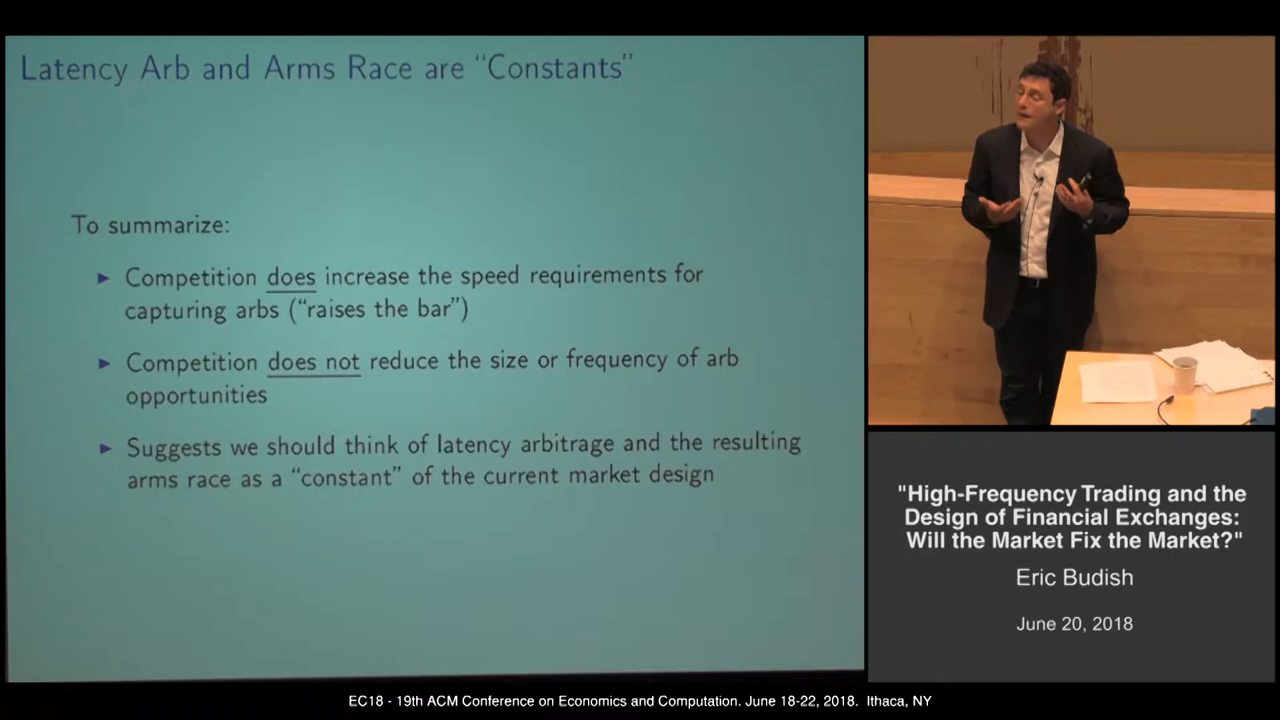 Latency Arb and Arms Race are “Constants”
To summarize:
► Competition does increase the speed requirements for
capturing arbs (“raises the bar”)
► Competition does not reduce the size or frequency of arb
opportunities
► Suggests we should think of latency arbitrage and the resulting
arms race as a “constant” of the current market design
"High-Frequency Trading and the
Design of Financial Exchanges:
Will the Market Fix the Market?"
Eric Budish
June 20, 2018
EC18 - 19th ACM Conference on Economics and Computation. June 18-22, 2018. Ithaca, NY